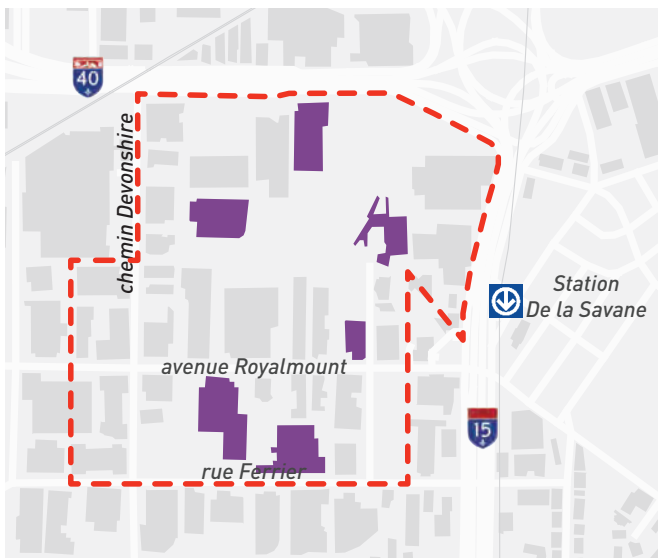 40
chemin Devonshire
Station
De la Savane
avenue Royalmount
15
rue Ferrier